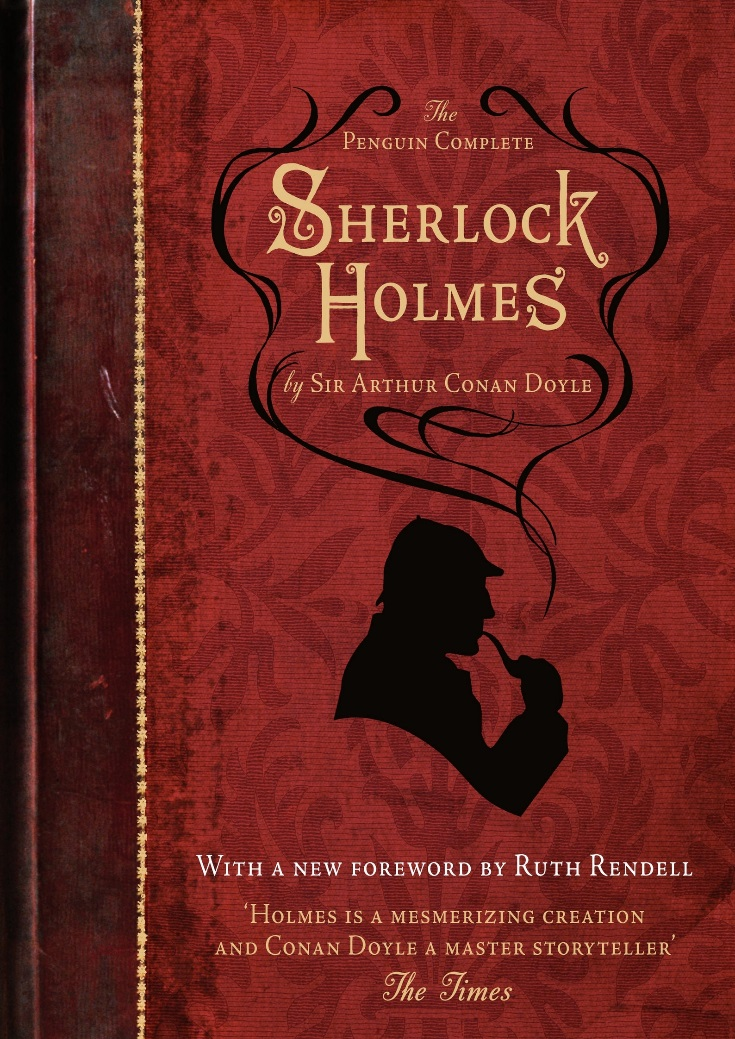 The
Penguin Complete
Sherlock
Holmes
by Sir Arthur Conan Doyle
With a new foreword by Ruth Rendell
‘Holmes is a mesmerizing creation
and Conan Doyle a master storyteller’
The Times